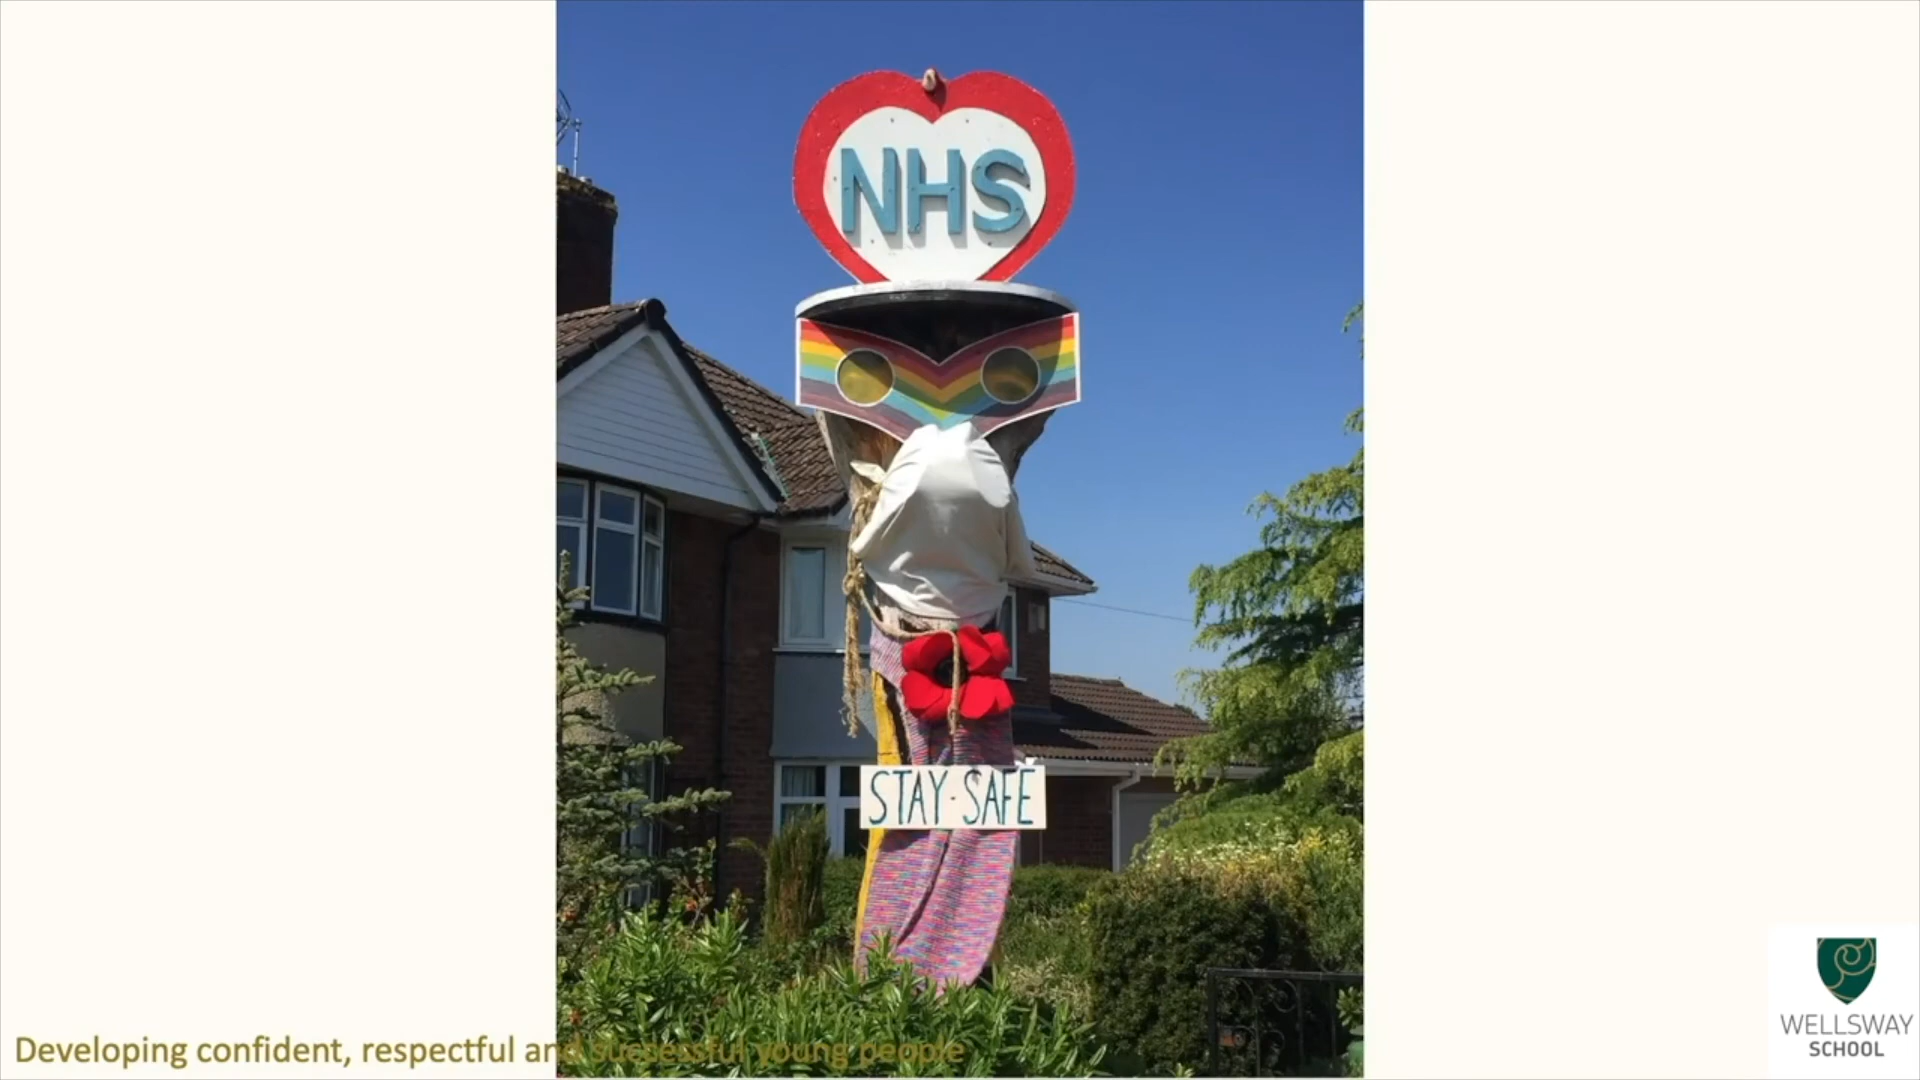 NHS
STAY-SAFE
Developing confident, respectful and successful young people
WELLSWAY
SCHOOL